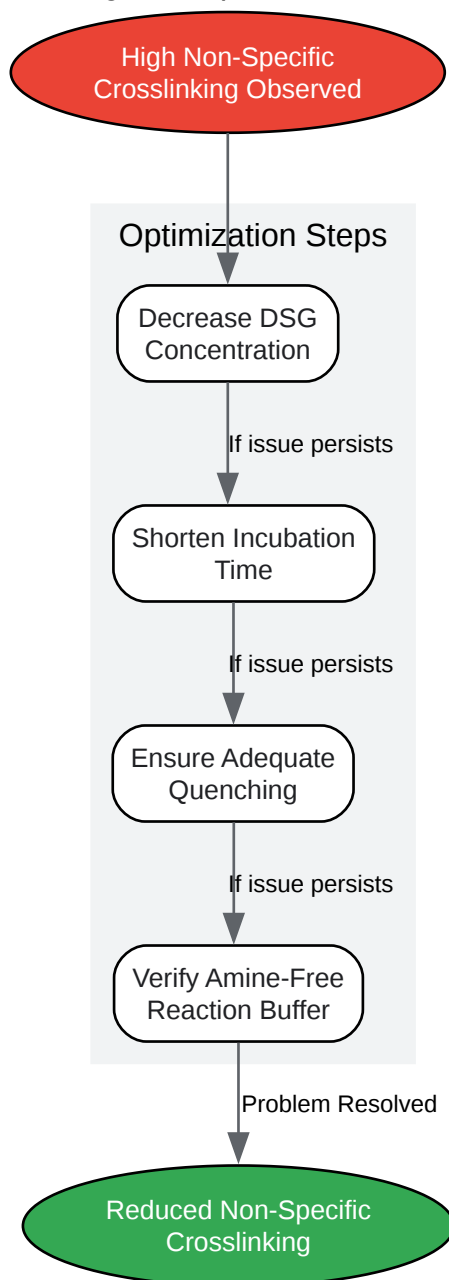 High Non-Specific
Crosslinking Observed
Optimization Steps
Decrease DSG
Concentration
If issue persists
Shorten Incubation
Time
If issue persists
Ensure Adequate
Quenching
If issue persists
Verify Amine-Free
Reaction Buffer
Problem Resolved
Reduced Non-Specific
Crosslinking